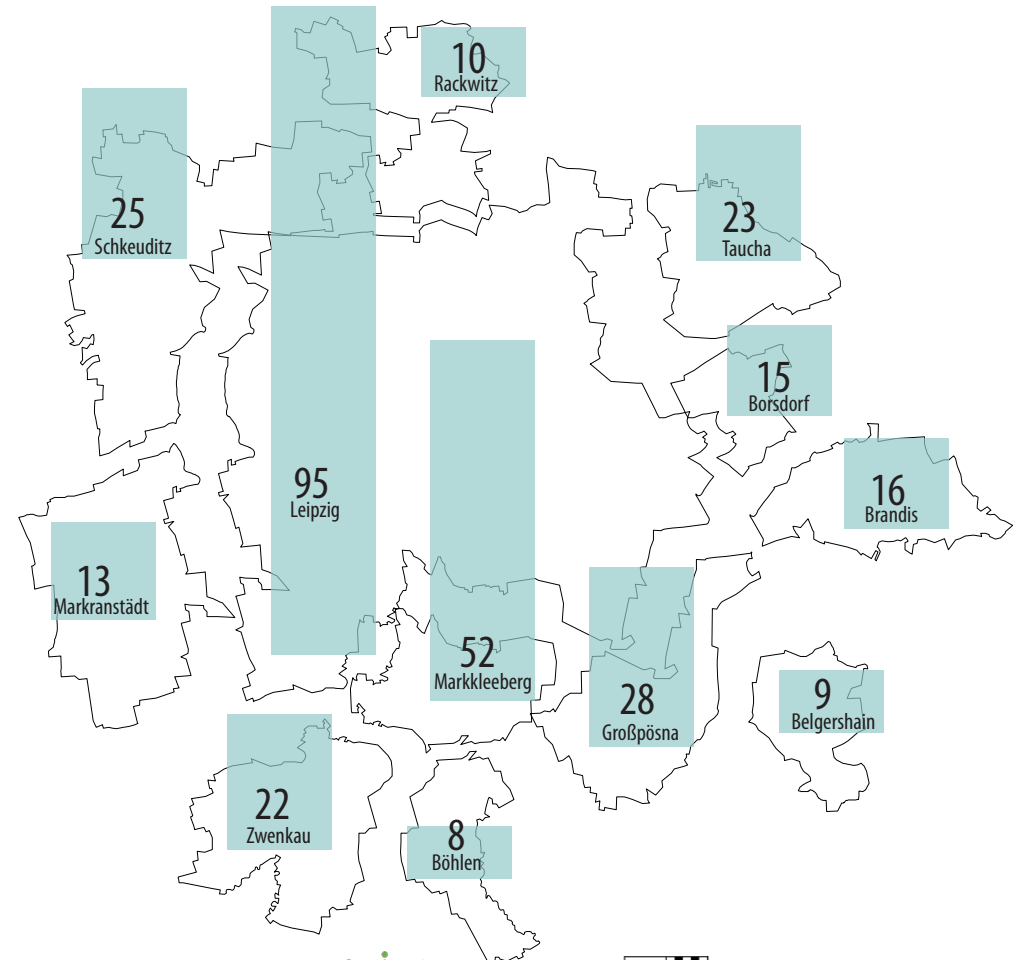 10
Rackwitz
25
Schkeuditz
23
Taucha
15
Borsdorf
95
Leipzig
16
Brandis
13
Markranstädt
52
Markkleeberg
28
Großpösna
9
Belgershain
22
Zwenkau
8
Böhlen